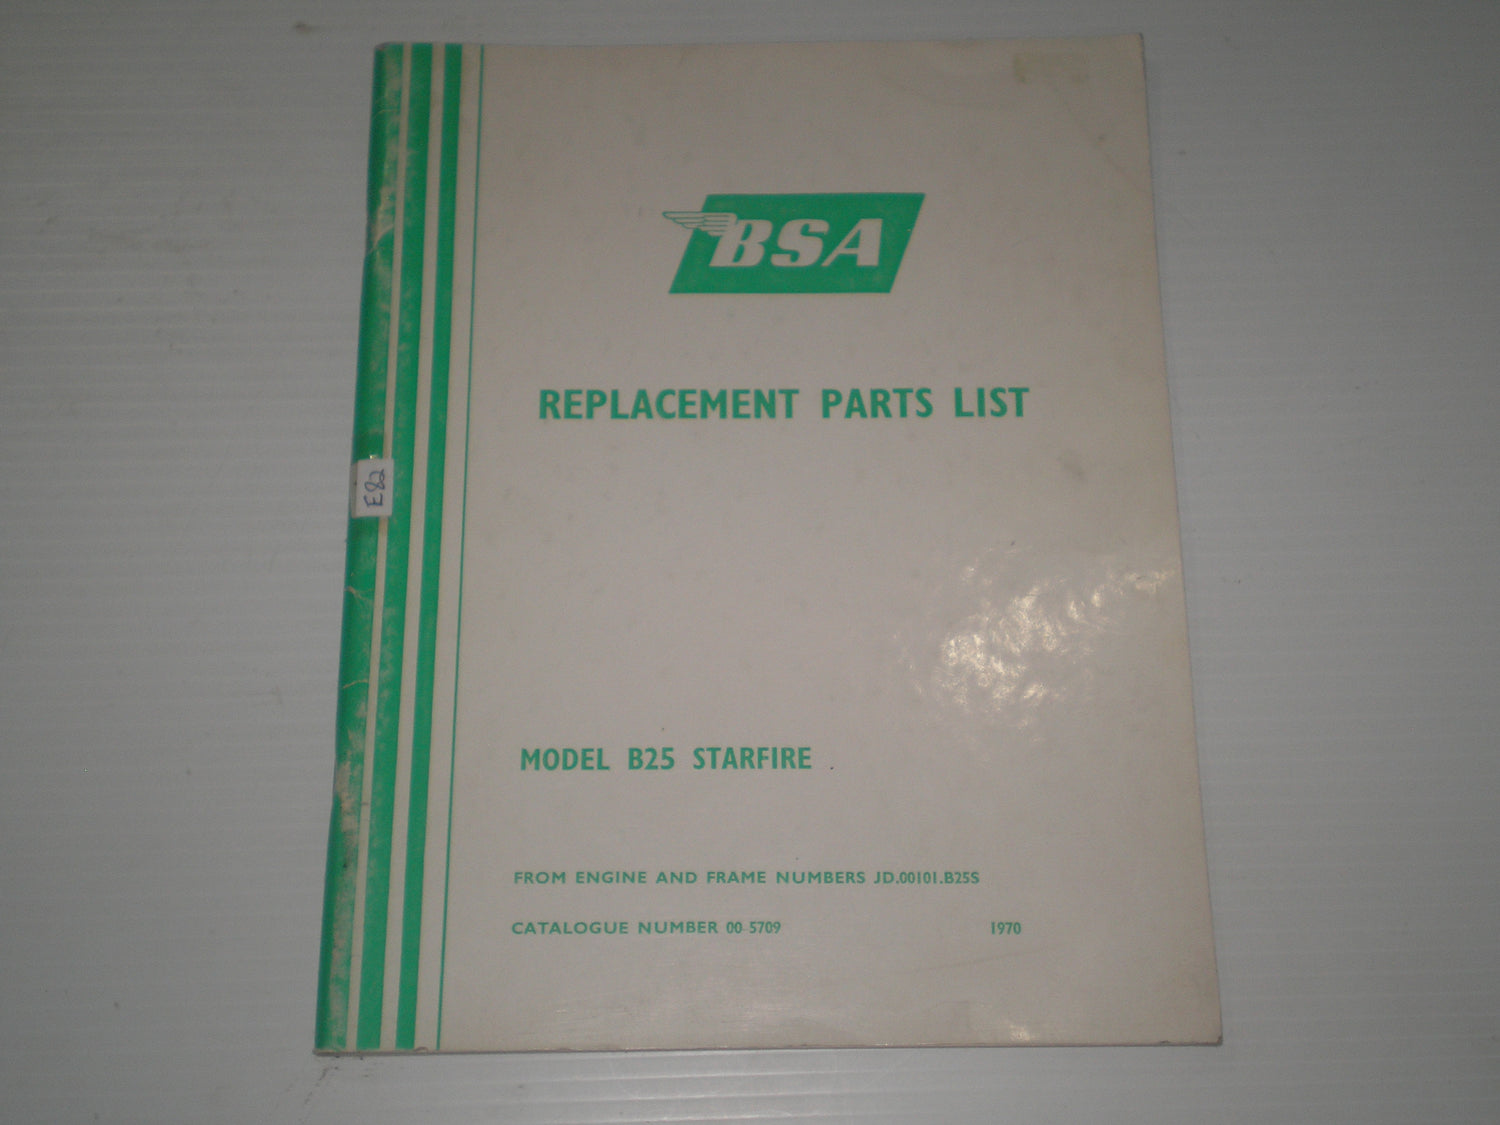 BSA
REPLACEMENT PARTS LIST
E82
MODEL B25 STARFIRE
FROM ENGINE AND FRAME NUMBERS JD.00101.B25S
CATALOGUE NUMBER 00-5709 1970